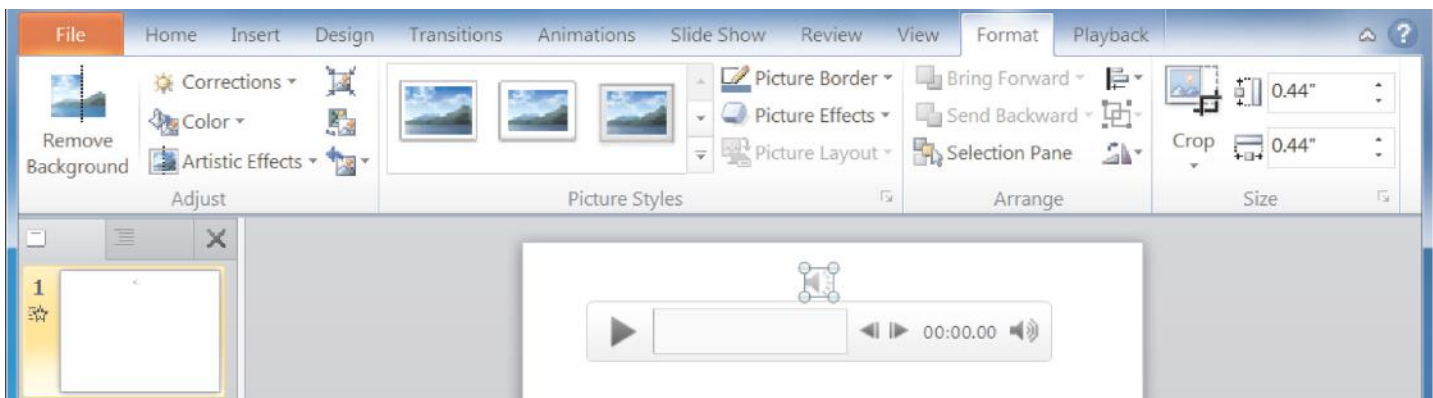 File Home Insert Design Transitions Animations Slide Show Review View Format Playback ?
Corrections Picture Border Bring Forward 0.44"
Color Picture Effects Send Backward
Remove Background Artistic Effects Picture Layout Selection Pane Crop 0.44"
Adjust Picture Styles Arrange Size
1
00:00.00